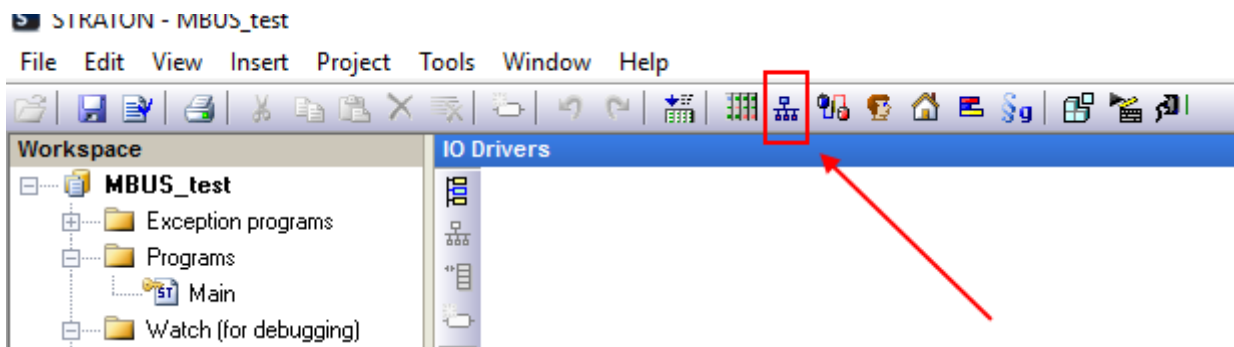 STRATON - MBUS_test
File Edit View Insert Project Tools Window Help
§g
Workspace
IO Drivers
MBUS_test
Exception programs
Programs
ST Main
Watch (for debugging)